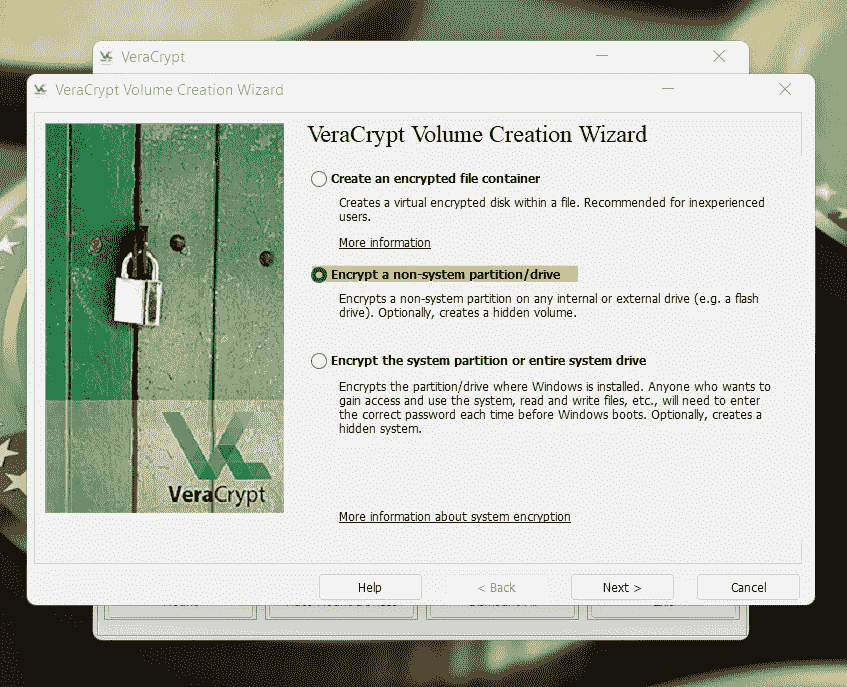 VeraCrypt
VeraCrypt Volume Creation Wizard
VeraCrypt Volume Creation Wizard
Create an encrypted file container
Creates a virtual encrypted disk within a file. Recommended for inexperienced
users.
More information
Encrypt a non-system partition/drive
Encrypts a non-system partition on any internal or external drive (e.g. a flash
drive). Optionally, creates a hidden volume.
Encrypt the system partition or entire system drive
Encrypts the partition/drive where Windows is installed. Anyone who wants to
gain access and use the system, read and write files, etc., will need to enter
the correct password each time before Windows boots. Optionally, creates a
hidden system.
VeraCrypt
More information about system encryption
Help
< Back
Next >
Cancel